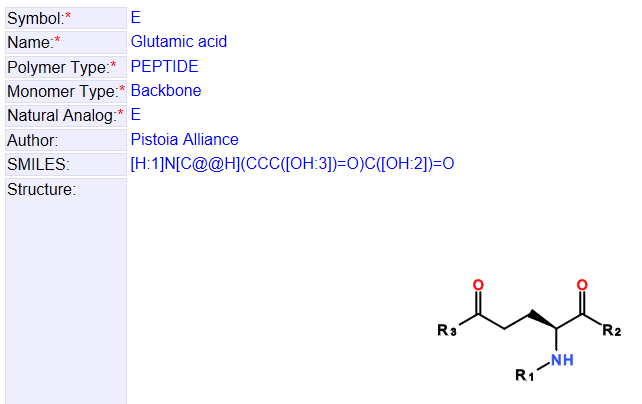 Symbol:* E
Name:* Glutamic acid
Polymer Type:* PEPTIDE
Monomer Type:* Backbone
Natural Analog:* E
Author: Pistoia Alliance
SMILES: [H:1]N[C@@H](CCC([OH:3])=O)C([OH:2])=O
Structure:
O O
R3 R2
NH
R1